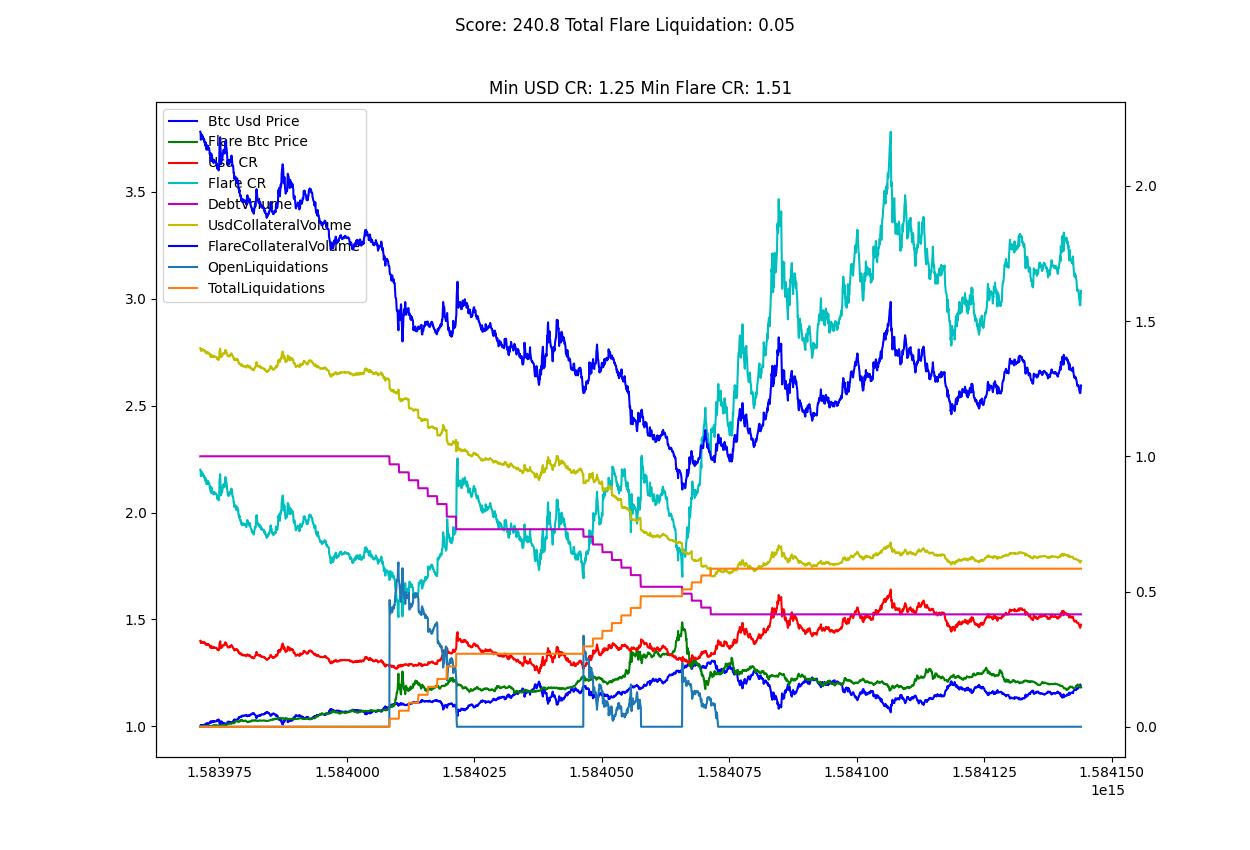 Score: 240.8 Total Flare Liquidation: 0.05
Min USD CR: 1.25 Min Flare CR: 1.51
Btc Usd Price
Flare Btc Price
Usd CR
Flare CR
DebtVolume
UsdCollateralVolume
FlareCollateralVolume
OpenLiquidations
TotalLiquidations
3.5
3.0
2.5
2.0
1.5
1.0
2.0
1.5
1.0
0.5
0.0
1.583975
1.584000
1.584025
1.584050
1.584075
1.584100
1.584125
1.584150
1e15